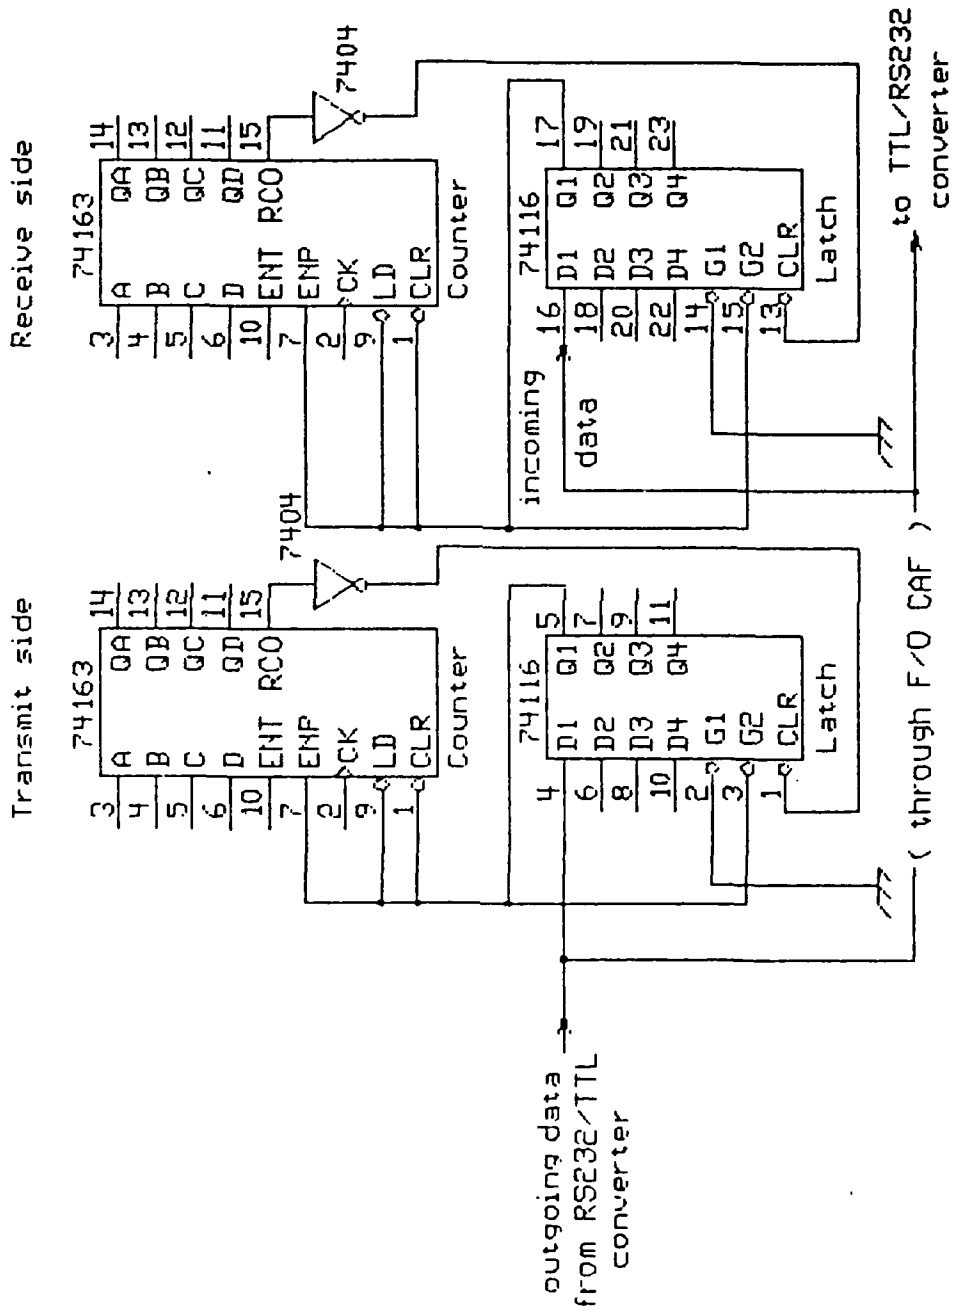 Transmit side
Receive side
74163
3 A QA 14
4 B QB 13
5 C QC 12
6 D QD 11
10 ENT RCO 15
7 ENP
2 CK
9 LD
1 CLR
Counter
7404
74163
3 A QA 14
4 B QB 13
5 C QC 12
6 D QD 11
10 ENT RCO 15
7 ENP
2 CK
9 LD
1 CLR
Counter
7404
outgoing data
from RS232/TTL
converter
74116
4 D1 Q1 5
6 D2 Q2 7
8 D3 Q3 9
10 D4 Q4 11
2 G1
3 G2
1 CLR
Latch
incoming
data
74116
16 D1 Q1 17
18 D2 Q2 19
20 D3 Q3 21
22 D4 Q4 23
14 G1
15 G2
13 CLR
Latch
( through F/O CAF )
to TTL/RS232
converter